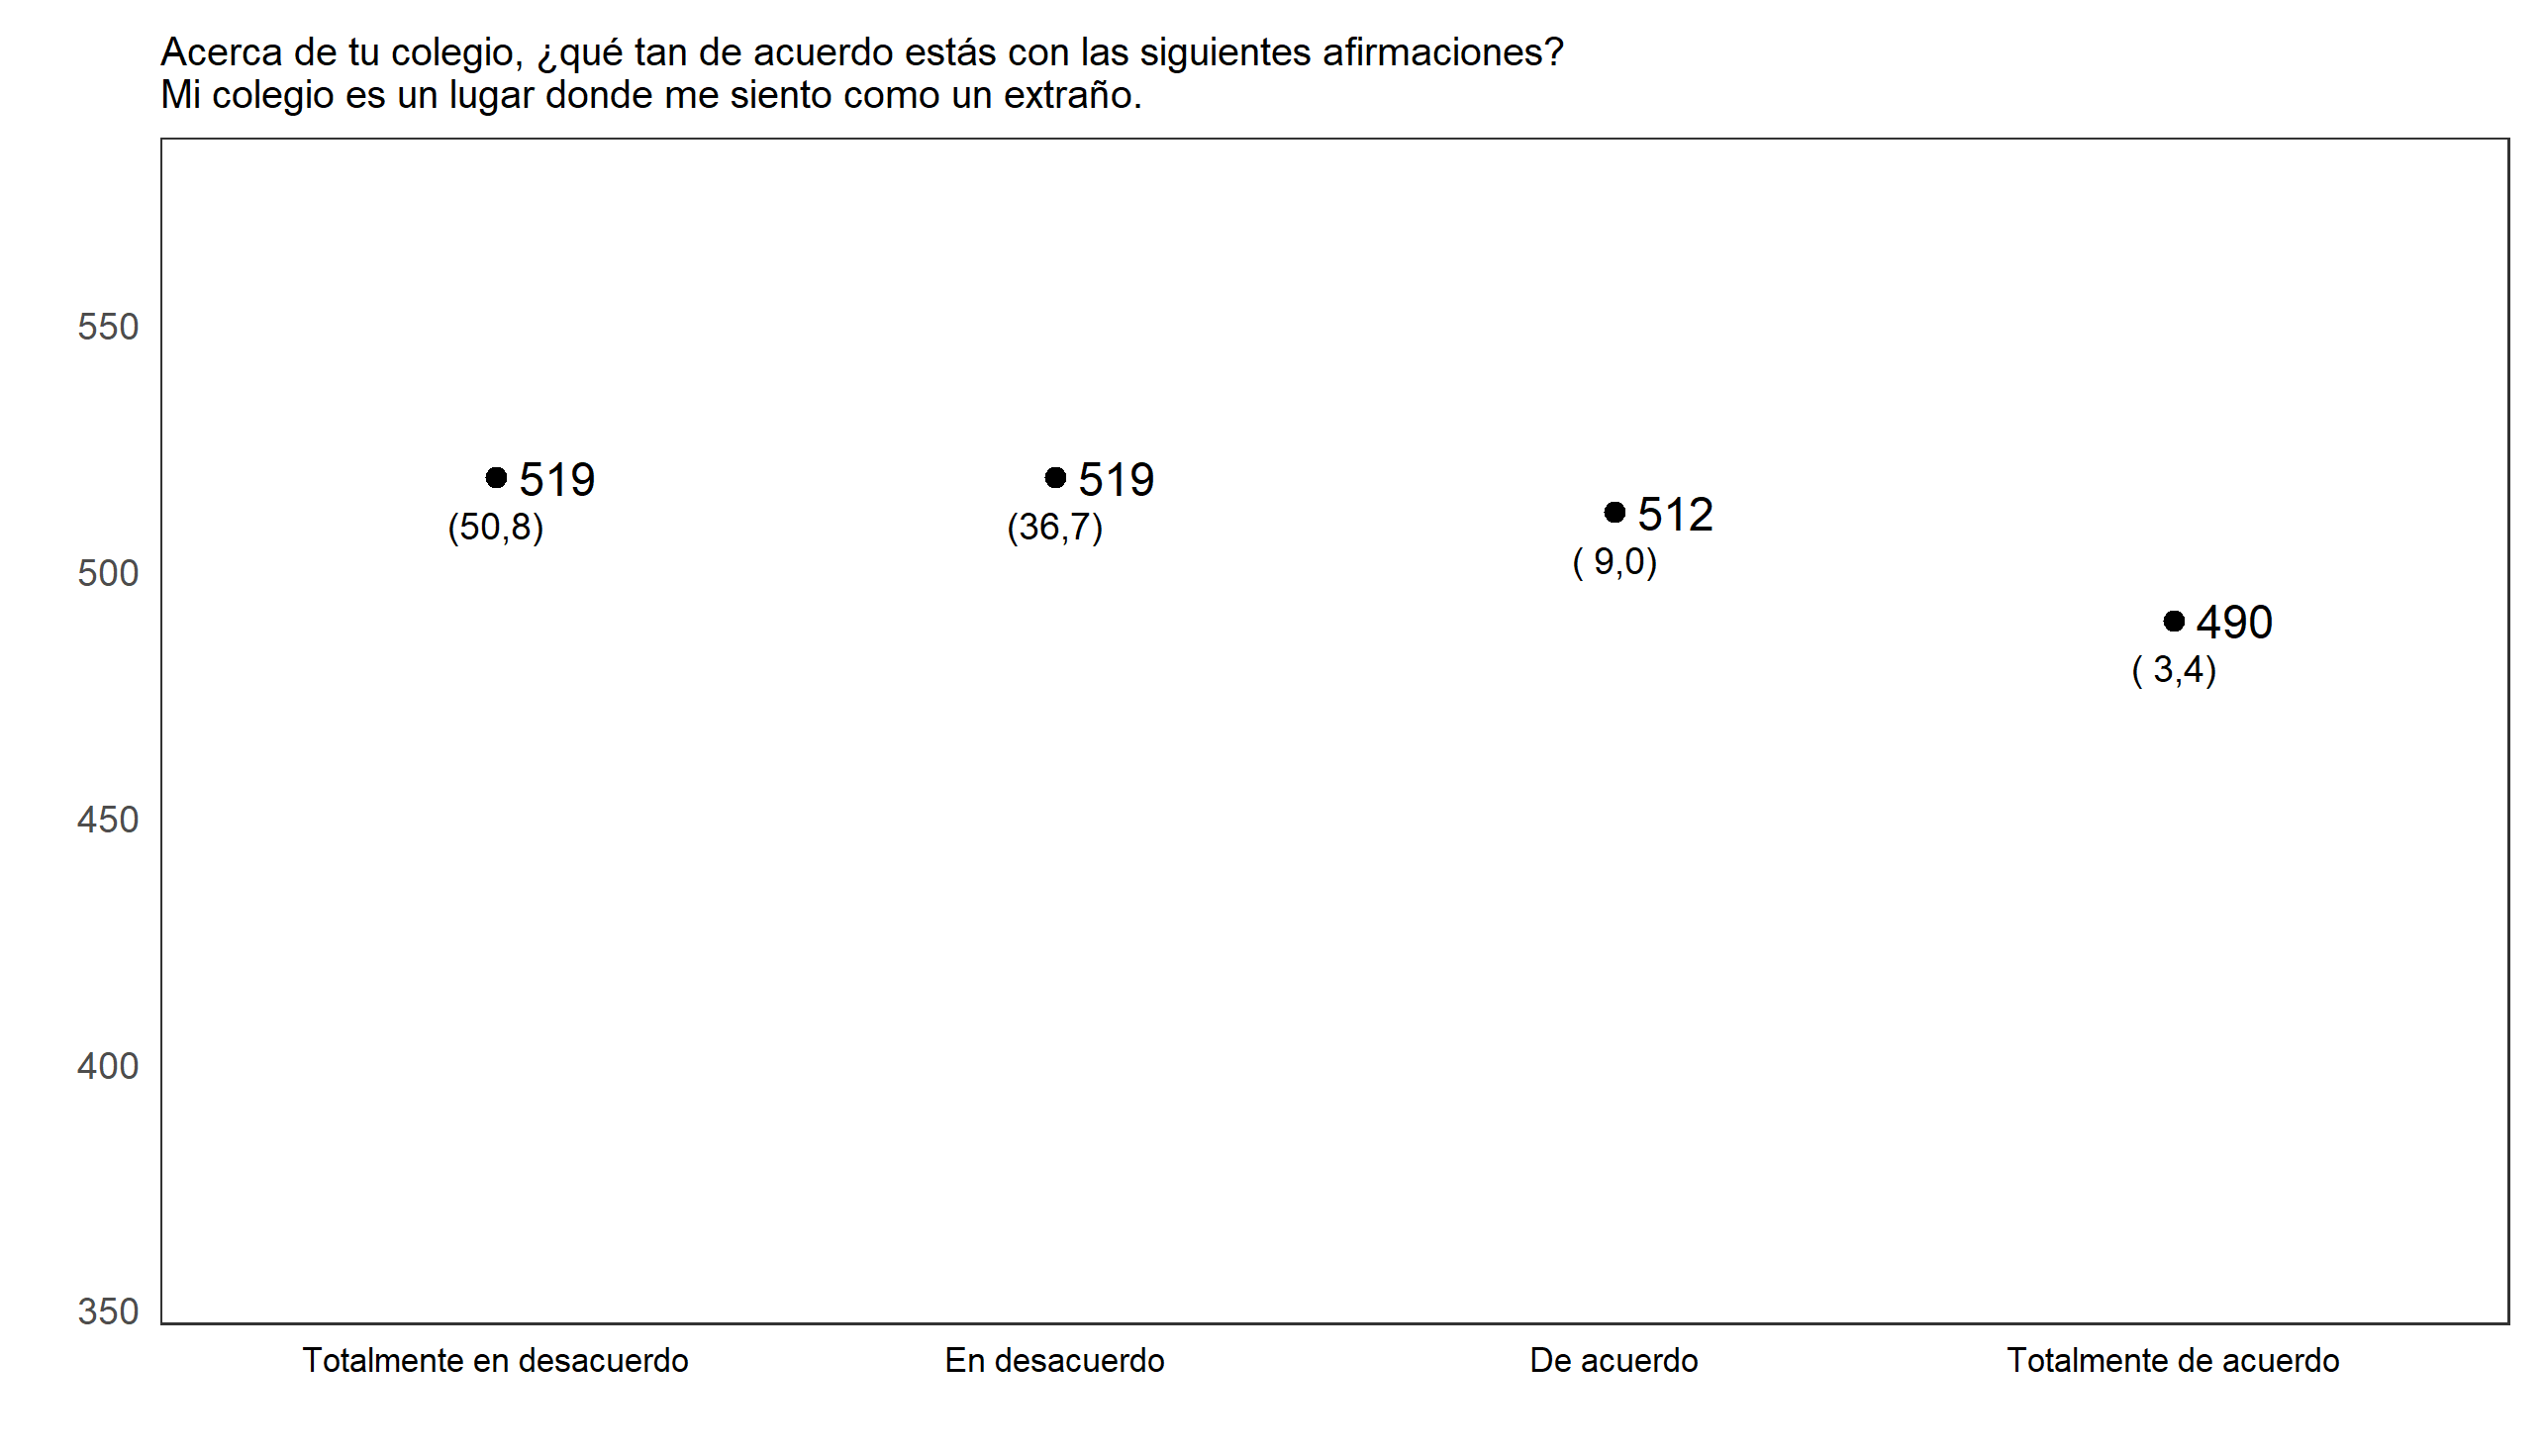 Acerca de tu colegio, ¿qué tan de acuerdo estás con las siguientes afirmaciones?
Mi colegio es un lugar donde me siento como un extraño.
550
500
450
400
350
519
(50,8)
519
(36,7)
512
( 9,0)
490
( 3,4)
Totalmente en desacuerdo
En desacuerdo
De acuerdo
Totalmente de acuerdo